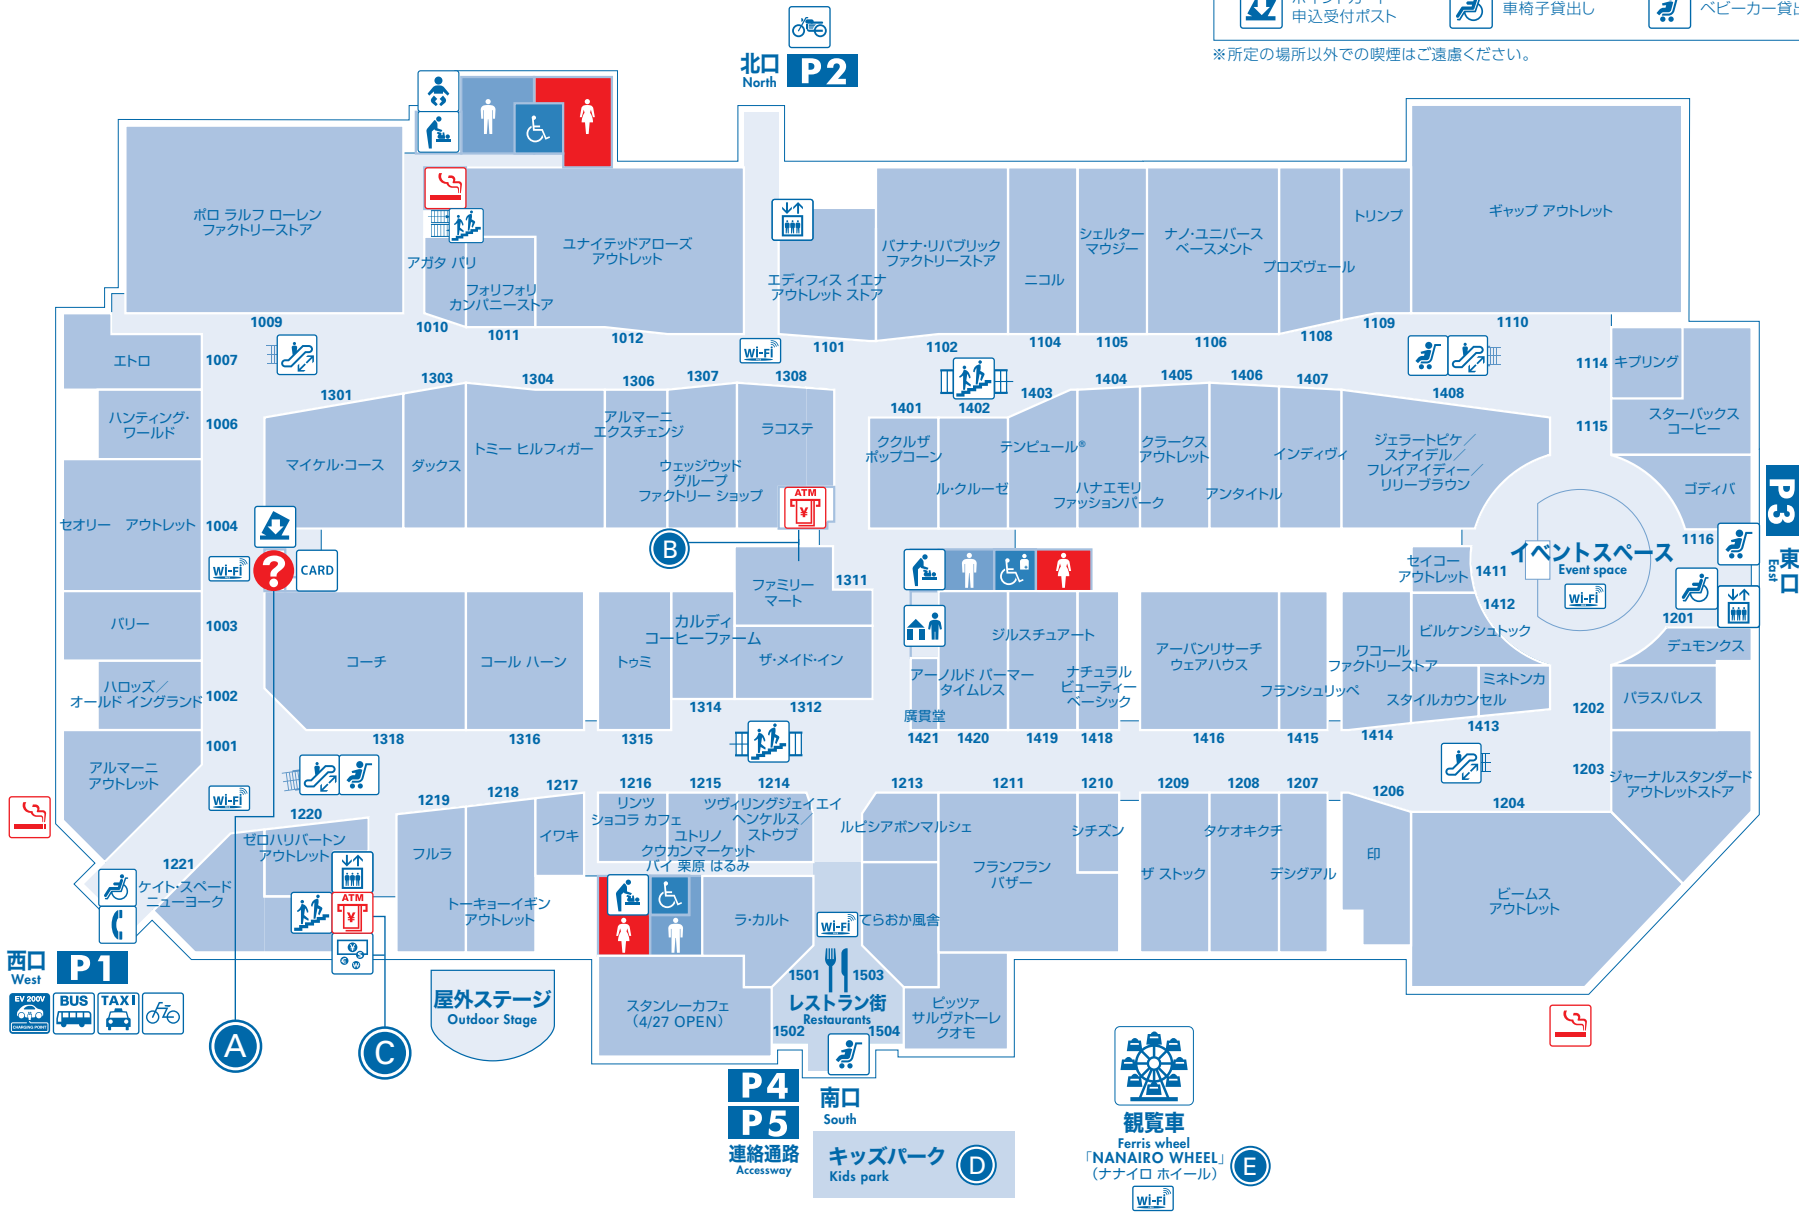 申込受付ポスト
車椅子貸出し
ベビーカー貸出
※所定の場所以外での喫煙はご遠慮ください。
北口
North
P2
ポロ ラルフ ローレン
ファクトリーストア
アガタ パリ
フォリフォリ
カンパニーストア
ユナイテッドアローズ
アウトレット
エディフィス イエナ
アウトレット ストア
バナナ・リパブリック
ファクトリーストア
ニコル
シェルター
マウジー
ナノ・ユニバース
ベースメント
プロズヴェール
トリンプ
ギャップ アウトレット
1009
1010
1011
1012
1101
1102
1104
1105
1106
1108
1109
1110
Wi-Fi
エトロ
1007
ハンティング・
ワールド
1006
セオリー アウトレット
1004
バリー
1003
ハロッズ／
オールド イングランド
1002
アルマーニ
アウトレット
1001
1301
1303
1304
1306
1307
1308
マイケル・コース
ダックス
トミー ヒルフィガー
アルマーニ
エクスチェンジ
ウェッジウッド
グループ
ファクトリー ショップ
ラコステ
ATM
¥
B
1401
1402
1403
1404
1405
1406
1407
1408
ククルザ
ポップコーン
ル・クルーゼ
テンピュール®
ハナエモリ
ファッションパーク
クラークス
アウトレット
アンタイトル
インディヴィ
ジェラートピケ／
スナイデル／
フレイアイディー／
リリーブラウン
1114
キプリング
1115
スターバックス
コーヒー
ゴディバ
1116
P3
東口
East
イベントスペース
Event space
Wi-Fi
セイコー
アウトレット
1411
1412
ビルケンシュトック
1201
デュモンクス
1202
パラスパレス
1203
ジャーナルスタンダード
アウトレットストア
Wi-Fi
?
CARD
コーチ
コール ハーン
トゥミ
カルディ
コーヒーファーム
ファミリー
マート
1311
ザ・メイド・イン
1318
1316
1315
1314
1312
ジルスチュアート
アーノルド パーマー
タイムレス
廣貫堂
ナチュラル
ビューティー
ベーシック
アーバンリサーチ
ウェアハウス
フランシュリッペ
ワコール
ファクトリーストア
スタイルカウンセル
ミネトンカ
1421
1420
1419
1418
1416
1415
1414
1413
Wi-Fi
1221
1220
1219
1218
1217
1216
1215
1214
1213
1211
1210
1209
1208
1207
1206
1204
ケイト・スペード
ニューヨーク
ゼロハリバートン
アウトレット
フルラ
トーキョーイギン
アウトレット
イワキ
リンツ
ショコラ カフェ
ユトリノ
クウカンマーケット
バイ 栗原 はるみ
ツヴィリングジェイエイ
ヘンケルス／
ストウブ
ルピシアボンマルシェ
フランフラン
バザー
シチズン
ザ ストック
タケオキクチ
デシグアル
印
ビームス
アウトレット
ATM
¥
ラ・カルト
Wi-Fi
てらおか風舎
1501
1503
1502
1504
レストラン街
Restaurants
スタンレーカフェ
（4/27 OPEN）
ピッツァ
サルヴァトーレ
クオモ
西口
West
P1
EV 200V
CHARGING POINT
BUS
TAXI
A
C
屋外ステージ
Outdoor Stage
P4
P5
連絡通路
Accessway
南口
South
キッズパーク
Kids park
D
観覧車
Ferris wheel
「NANAIRO WHEEL」
（ナナイロ ホイール）
E
Wi-Fi